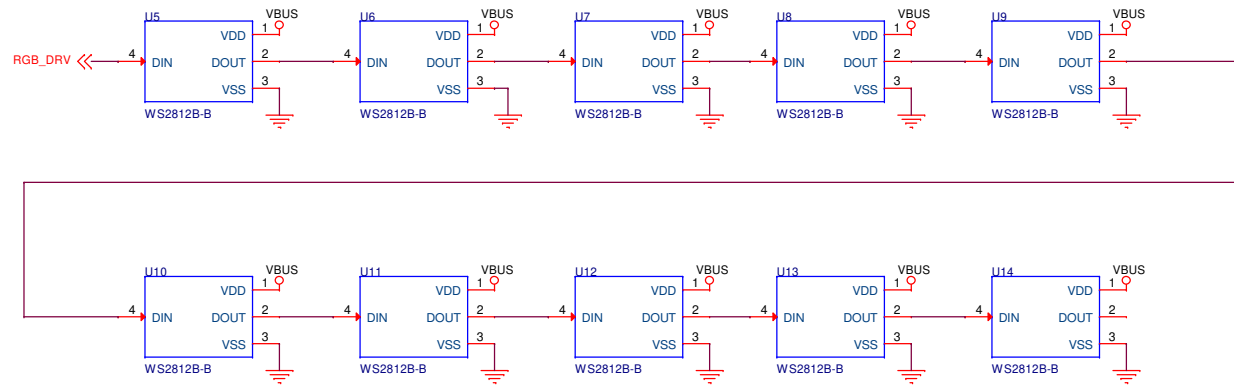 U5 VBUS U6 VBUS U7 VBUS U8 VBUS U9 VBUS
VDD 1 VDD 1 VDD 1 VDD 1 VDD 1
RGB_DRV 4 DIN DOUT 2 4 DIN DOUT 2 4 DIN DOUT 2 4 DIN DOUT 2 4 DIN DOUT 2
VSS 3 VSS 3 VSS 3 VSS 3 VSS 3
WS2812B-B WS2812B-B WS2812B-B WS2812B-B WS2812B-B
U10 VBUS U11 VBUS U12 VBUS U13 VBUS U14 VBUS
VDD 1 VDD 1 VDD 1 VDD 1 VDD 1
4 DIN DOUT 2 4 DIN DOUT 2 4 DIN DOUT 2 4 DIN DOUT 2 4 DIN DOUT 2
VSS 3 VSS 3 VSS 3 VSS 3 VSS 3
WS2812B-B WS2812B-B WS2812B-B WS2812B-B WS2812B-B